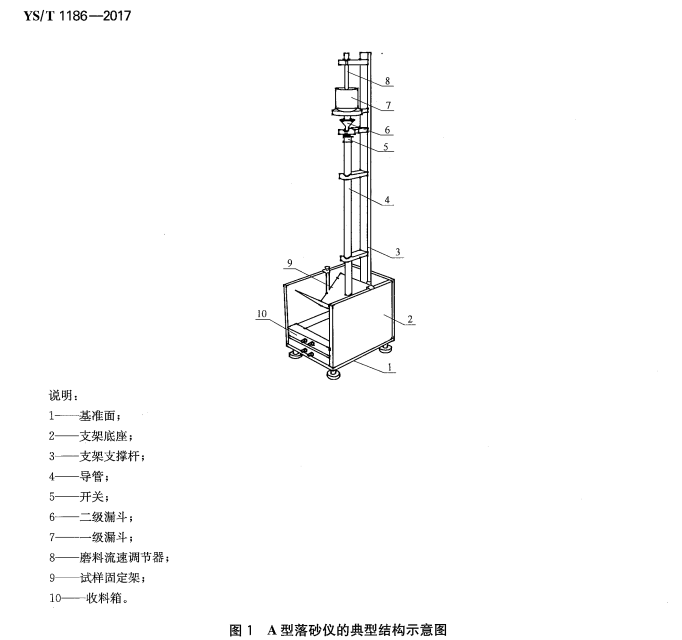 YS/T 1186—2017
8
7
6
5
4
3
9
10
2
1
说明：
1——基准面；
2——支架底座；
3——支架支撑杆；
4——导管；
5——开关；
6——二级漏斗；
7——一级漏斗；
8——磨料流速调节器；
9——试样固定架；
10——收料箱。
图 1 A 型落砂仪的典型结构示意图